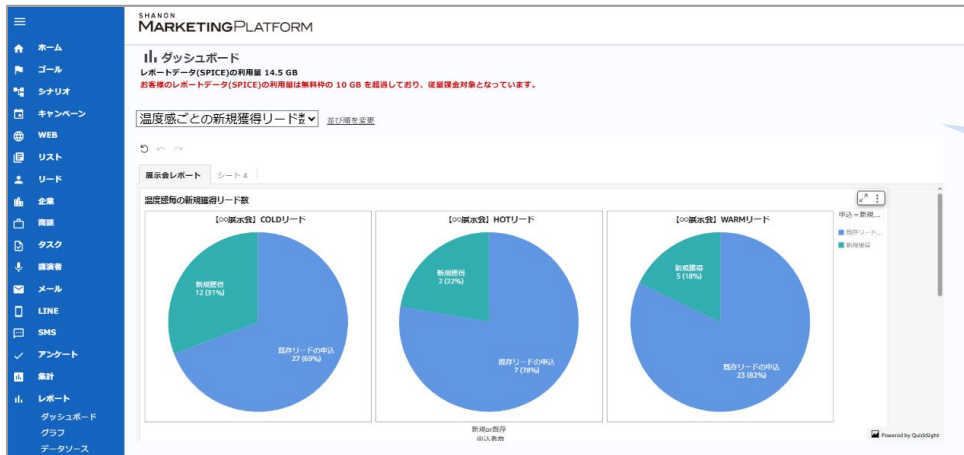 SHANON
MARKETINGPLATFORM
ホーム
ゴール
シナリオ
キャンペーン
WEB
リスト
リード
企業
商談
タスク
講演者
メール
LINE
SMS
アンケート
集計
レポート
ダッシュボード
グラフ
データソース
ダッシュボード
レポートデータ(SPICE)の利用量 14.5 GB
お客様のレポートデータ(SPICE)の利用量は無料枠の 10 GB を超過しており、従量課金対象となっています。
温度感ごとの新規獲得リード数
並び順を変更
展示会レポート
シート 4
温度感毎の新規獲得リード数
【○○展示会】COLDリード
【○○展示会】HOTリード
【○○展示会】WARMリード
申込 = 新規...
既存リード...
新規獲得
新規獲得
12 (31%)
既存リードの申込
27 (69%)
新規獲得
2 (22%)
既存リードの申込
7 (78%)
新規獲得
5 (18%)
既存リードの申込
23 (82%)
新規or既存
申込者数
Powered by QuickSight